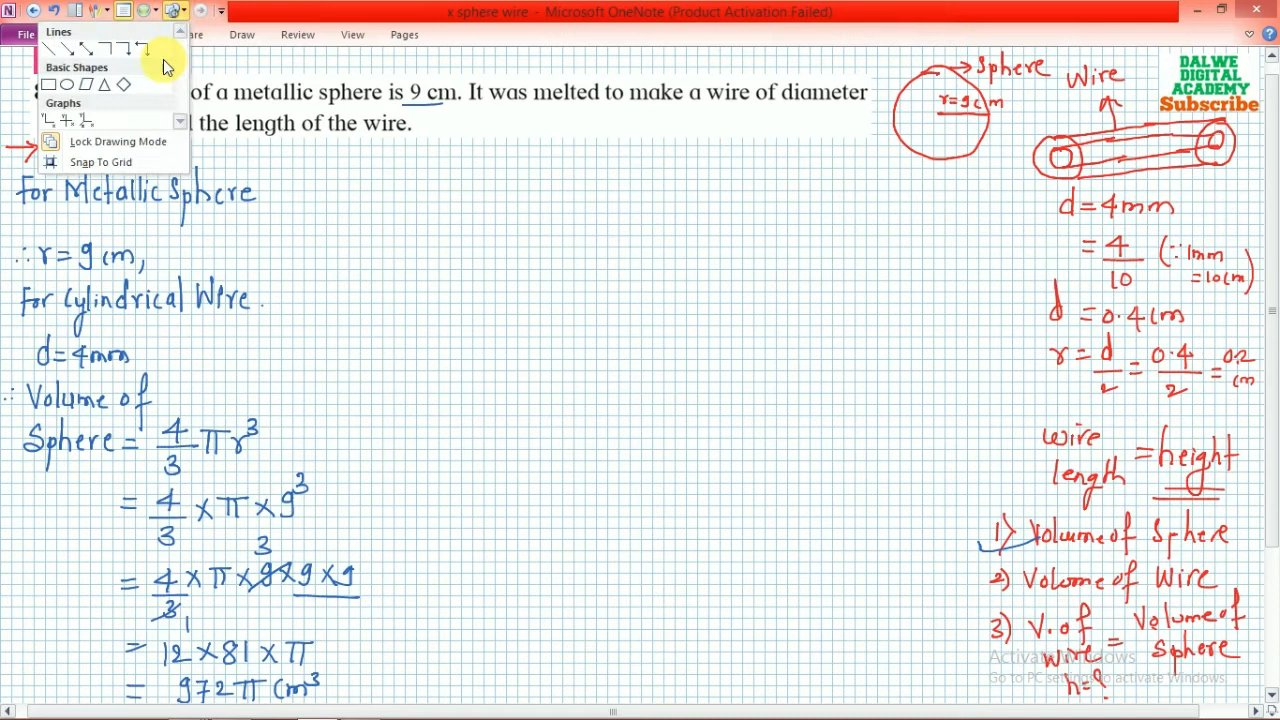 x sphere wire - Microsoft OneNote (Product Activation Failed)
File
are Draw Review View Pages
Lines
Basic Shapes
Graphs
Lock Drawing Mode
Snap To Grid
of a metallic sphere is 9 cm. It was melted to make a wire of diameter
the length of the wire.
For Metallic Sphere
∴ r = 9 cm,
For Cylindrical Wire.
d = 4mm
∴ Volume of
Sphere = 4/3 π r³
= 4/3 × π × 9³
3
= 4/3 × π × 9 × 9 × 9
1
= 12 × 81 × π
= 972 π cm³
Sphere
r = 9 cm
Wire
DALWE
DIGITAL
ACADEMY
Subscribe
d = 4mm
= 4/10 (∵ 1mm = 10cm)
d = 0.4 cm
r = d/2 = 0.4/2 = 0.2 cm
wire length = height
1) Volume of Sphere
2) Volume of Wire
3) V. of wire = Volume of Sphere
h = ?
Activate Windows
Go to PC settings to activate Windows.